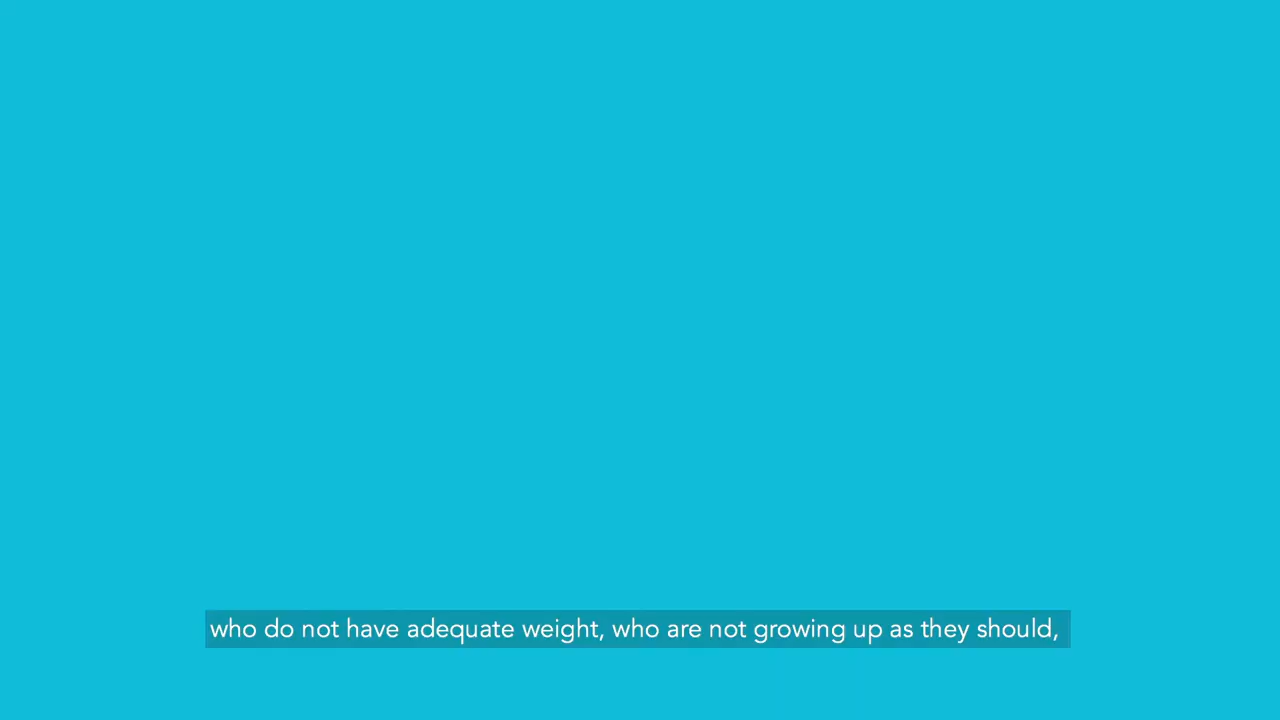 who do not have adequate weight, who are not growing up as they should,